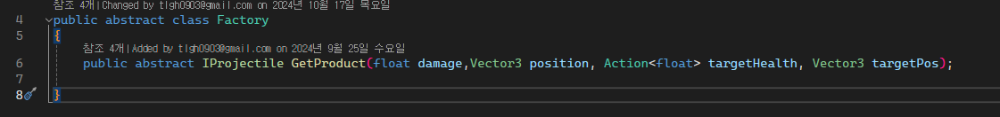 참조 4개|Changed by tlgh0903@gmail.com on 2024년 10월 17일 목요일
4 public abstract class Factory
5 {
참조 4개|Added by tlgh0903@gmail.com on 2024년 9월 25일 수요일
6 public abstract IProjectile GetProduct(float damage,Vector3 position, Action<float> targetHealth, Vector3 targetPos);
7
8 }